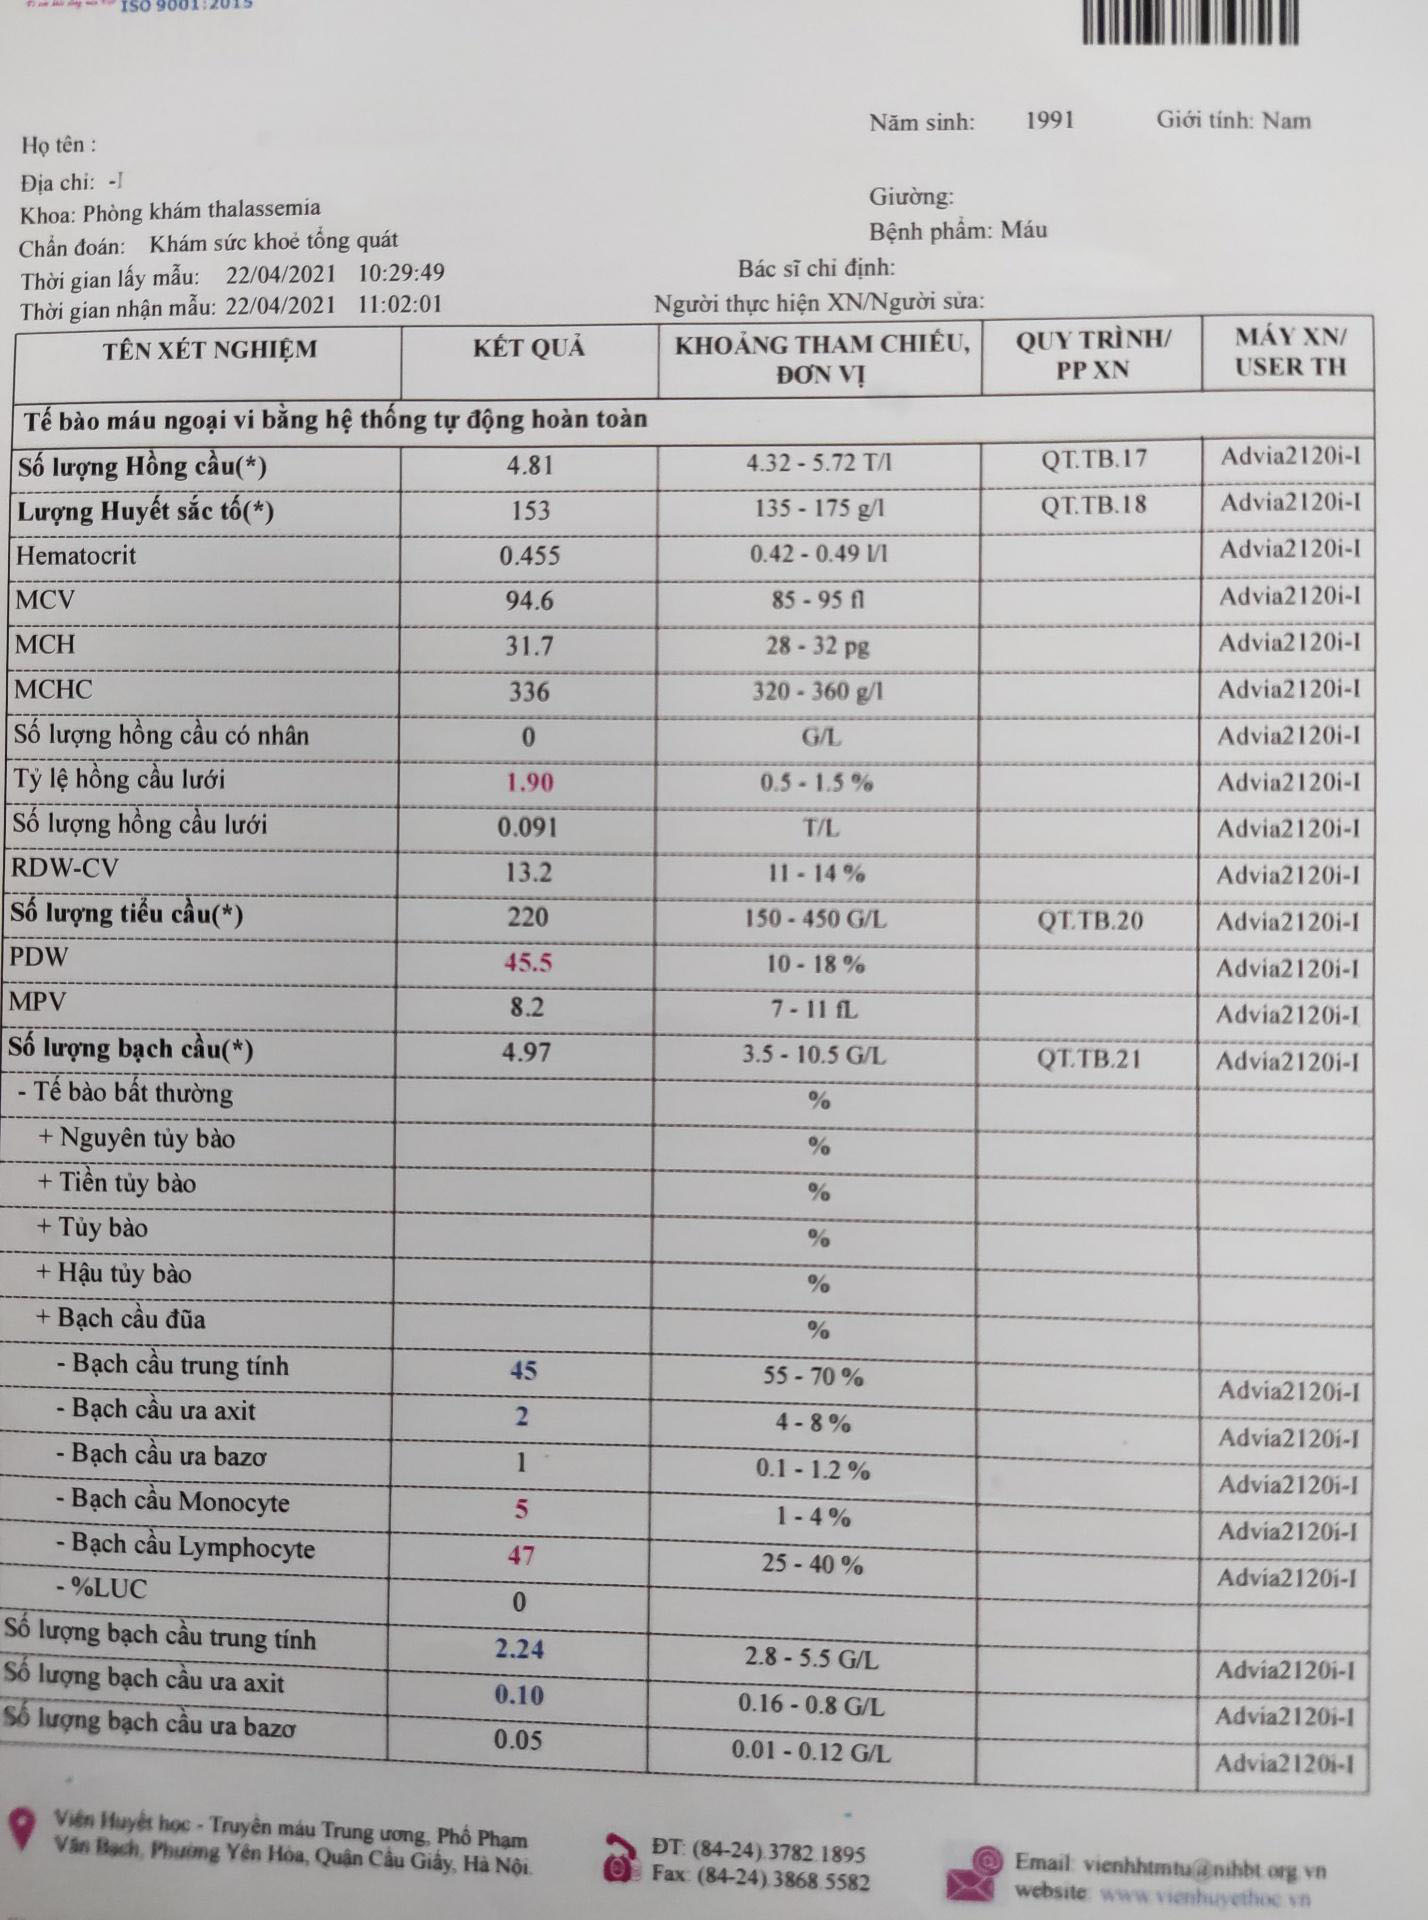 ISO 9001:2015
Năm sinh: 1991 Giới tính: Nam
Họ tên :
Địa chỉ: -I
Giường:
Khoa: Phòng khám thalassemia
Bệnh phẩm: Máu
Chẩn đoán: Khám sức khoẻ tổng quát
Bác sĩ chỉ định:
Thời gian lấy mẫu: 22/04/2021 10:29:49
Người thực hiện XN/Người sửa:
Thời gian nhận mẫu: 22/04/2021 11:02:01
TÊN XÉT NGHIỆM KẾT QUẢ KHOẢNG THAM CHIẾU, ĐƠN VỊ QUY TRÌNH/ PP XN MÁY XN/ USER TH
Tế bào máu ngoại vi bằng hệ thống tự động hoàn toàn
Số lượng Hồng cầu(*) 4.81 4.32 - 5.72 T/l QT.TB.17 Advia2120i-I
Lượng Huyết sắc tố(*) 153 135 - 175 g/l QT.TB.18 Advia2120i-I
Hematocrit 0.455 0.42 - 0.49 l/l Advia2120i-I
MCV 94.6 85 - 95 fl Advia2120i-I
MCH 31.7 28 - 32 pg Advia2120i-I
MCHC 336 320 - 360 g/l Advia2120i-I
Số lượng hồng cầu có nhân 0 G/L Advia2120i-I
Tỷ lệ hồng cầu lưới 1.90 0.5 - 1.5 % Advia2120i-I
Số lượng hồng cầu lưới 0.091 T/L Advia2120i-I
RDW-CV 13.2 11 - 14 % Advia2120i-I
Số lượng tiểu cầu(*) 220 150 - 450 G/L QT.TB.20 Advia2120i-I
PDW 45.5 10 - 18 % Advia2120i-I
MPV 8.2 7 - 11 fL Advia2120i-I
Số lượng bạch cầu(*) 4.97 3.5 - 10.5 G/L QT.TB.21 Advia2120i-I
- Tế bào bất thường %
+ Nguyên tủy bào %
+ Tiền tủy bào %
+ Tủy bào %
+ Hậu tủy bào %
+ Bạch cầu đũa %
- Bạch cầu trung tính 45 55 - 70 % Advia2120i-I
- Bạch cầu ưa axit 2 4 - 8 % Advia2120i-I
- Bạch cầu ưa bazơ 1 0.1 - 1.2 % Advia2120i-I
- Bạch cầu Monocyte 5 1 - 4 % Advia2120i-I
- Bạch cầu Lymphocyte 47 25 - 40 % Advia2120i-I
- %LUC 0
Số lượng bạch cầu trung tính 2.24 2.8 - 5.5 G/L Advia2120i-I
Số lượng bạch cầu ưa axit 0.10 0.16 - 0.8 G/L Advia2120i-I
Số lượng bạch cầu ưa bazơ 0.05 0.01 - 0.12 G/L Advia2120i-I
Viện Huyết học - Truyền máu Trung ương, Phố Phạm
Văn Bạch, Phường Yên Hòa, Quận Cầu Giấy, Hà Nội.
ĐT: (84-24).3782.1895
Fax: (84-24).3868.5582
Email: vienhhtmtu@nihbt.org.vn
website: www.vienhuyethoc.vn